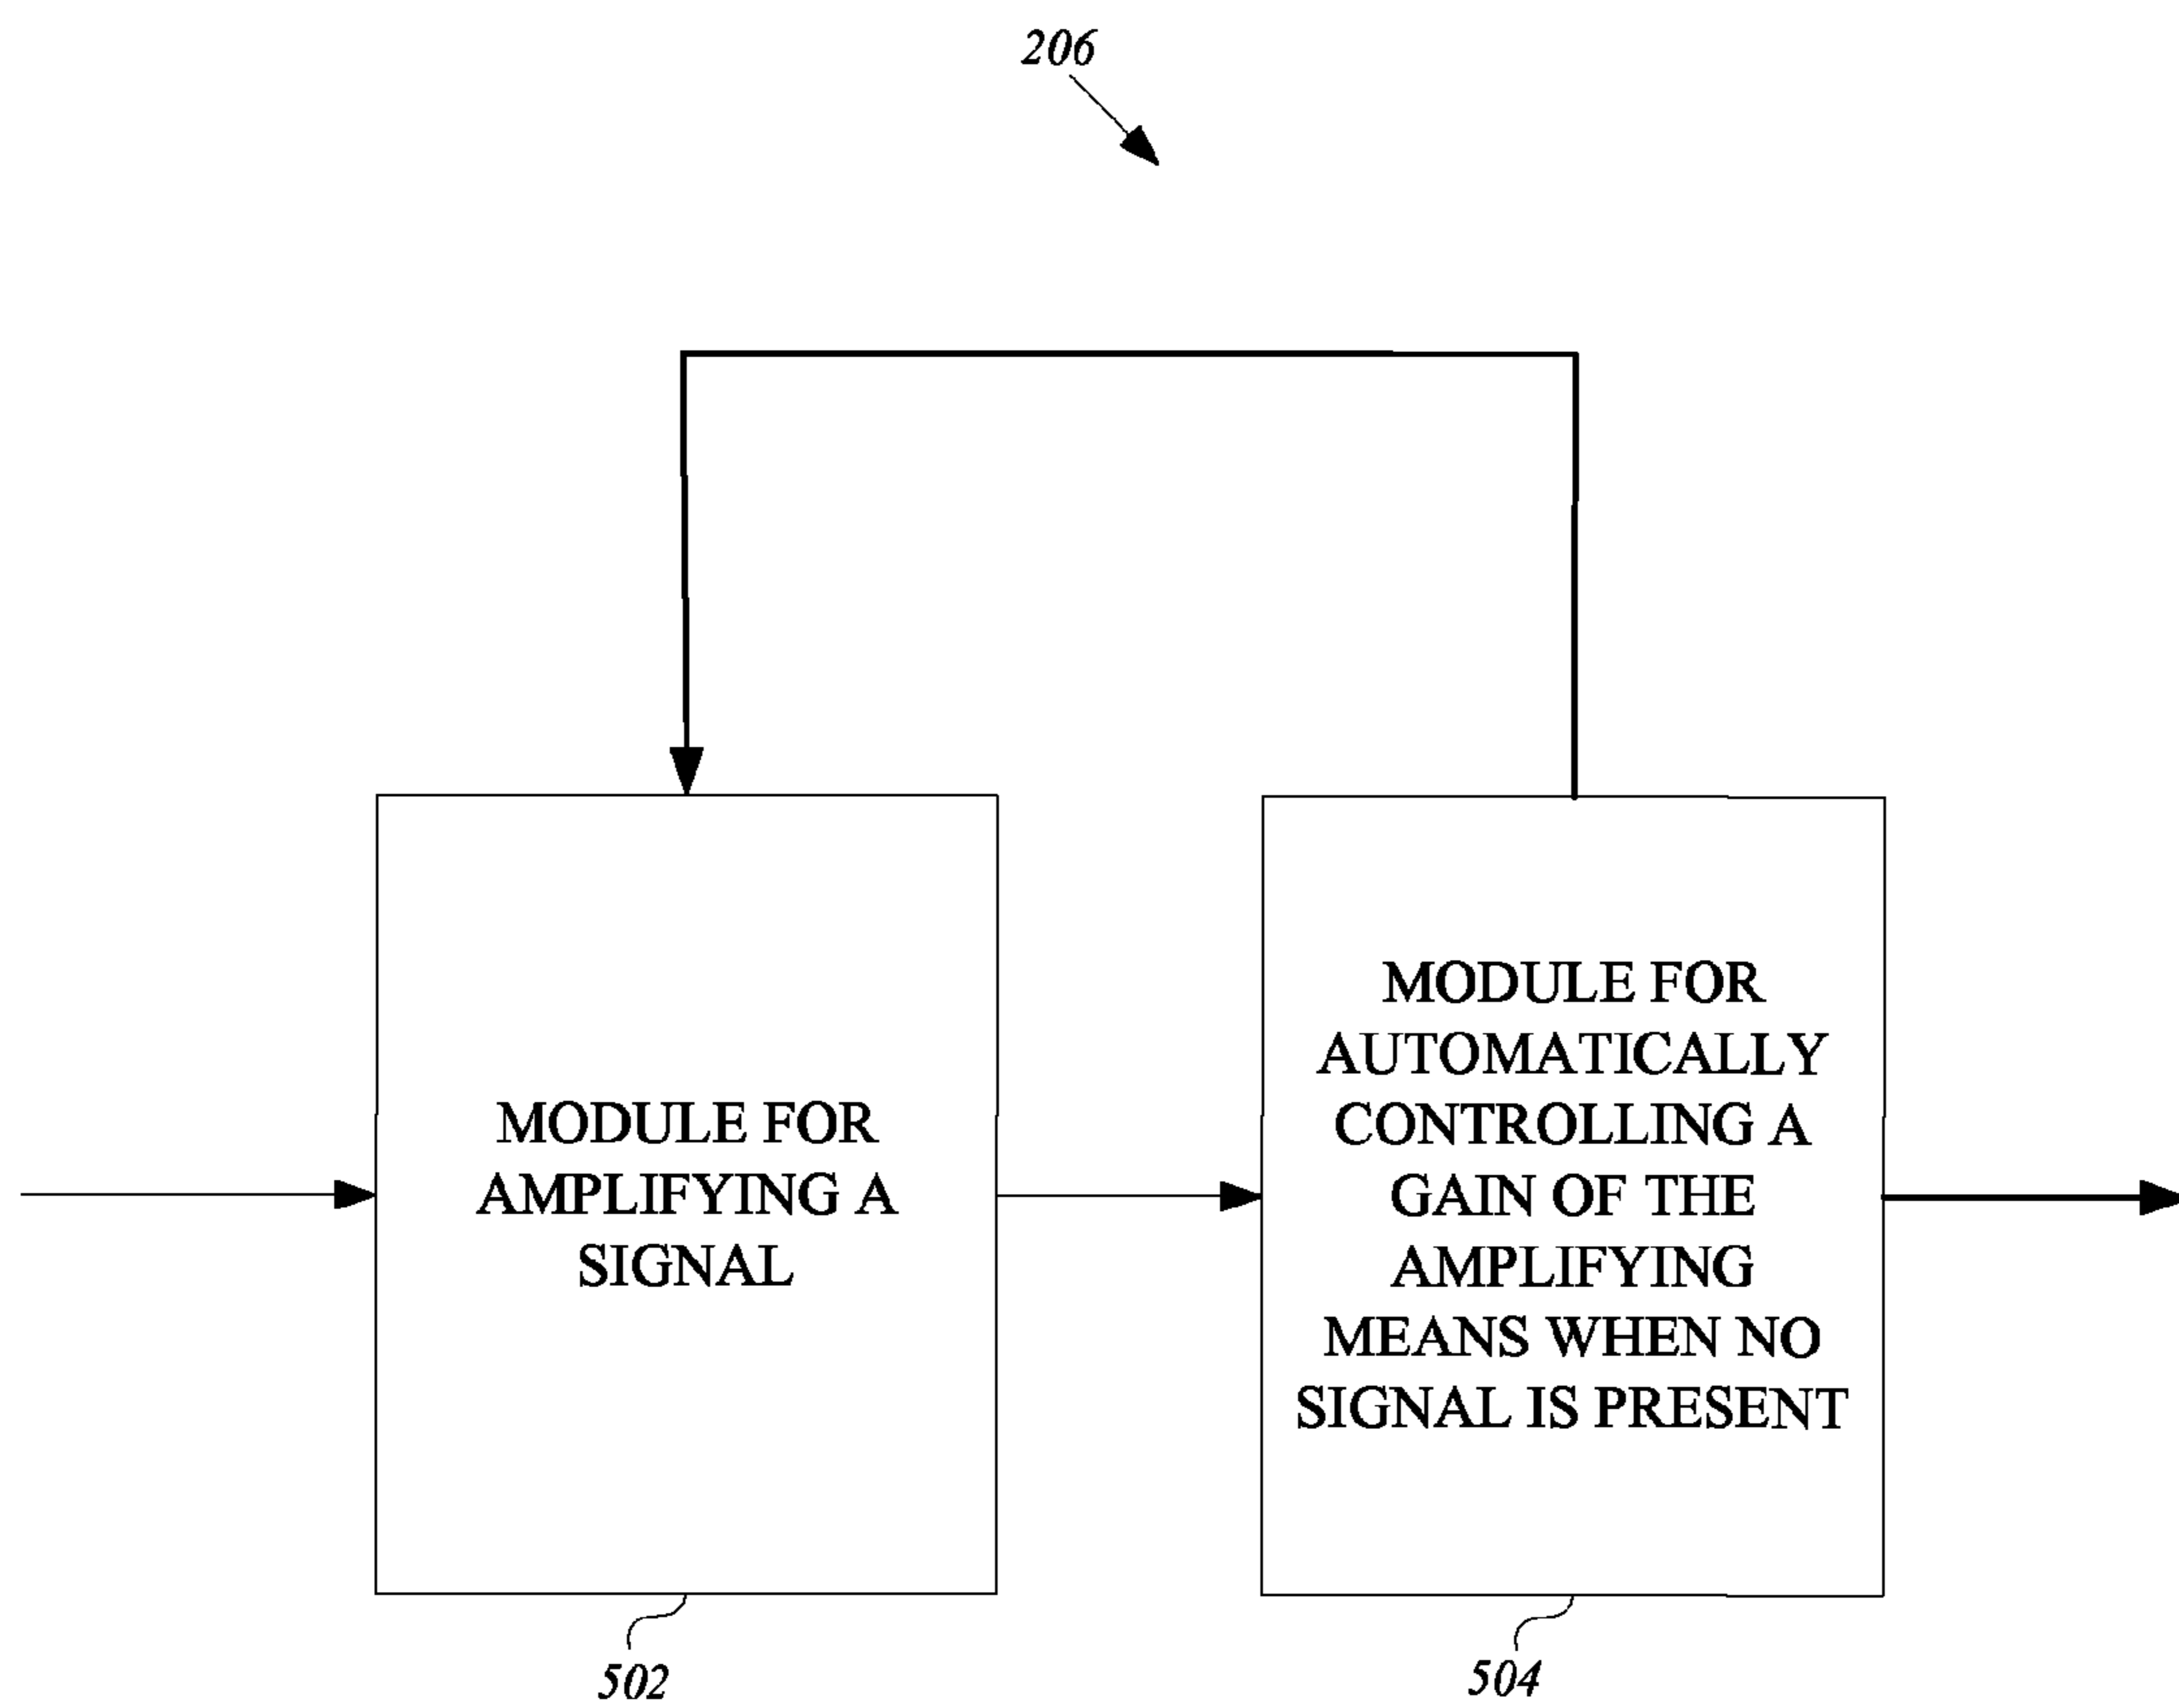 206
MODULE FOR
AMPLIFYING A
SIGNAL
MODULE FOR
AUTOMATICALLY
CONTROLLING A
GAIN OF THE
AMPLIFYING
MEANS WHEN NO
SIGNAL IS PRESENT
502
504